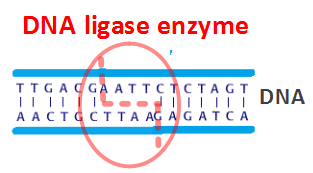 DNA ligase enzyme
T T G A C G A A T T C T C T A G T
A A C T G C T T A A G A G A T C A
DNA